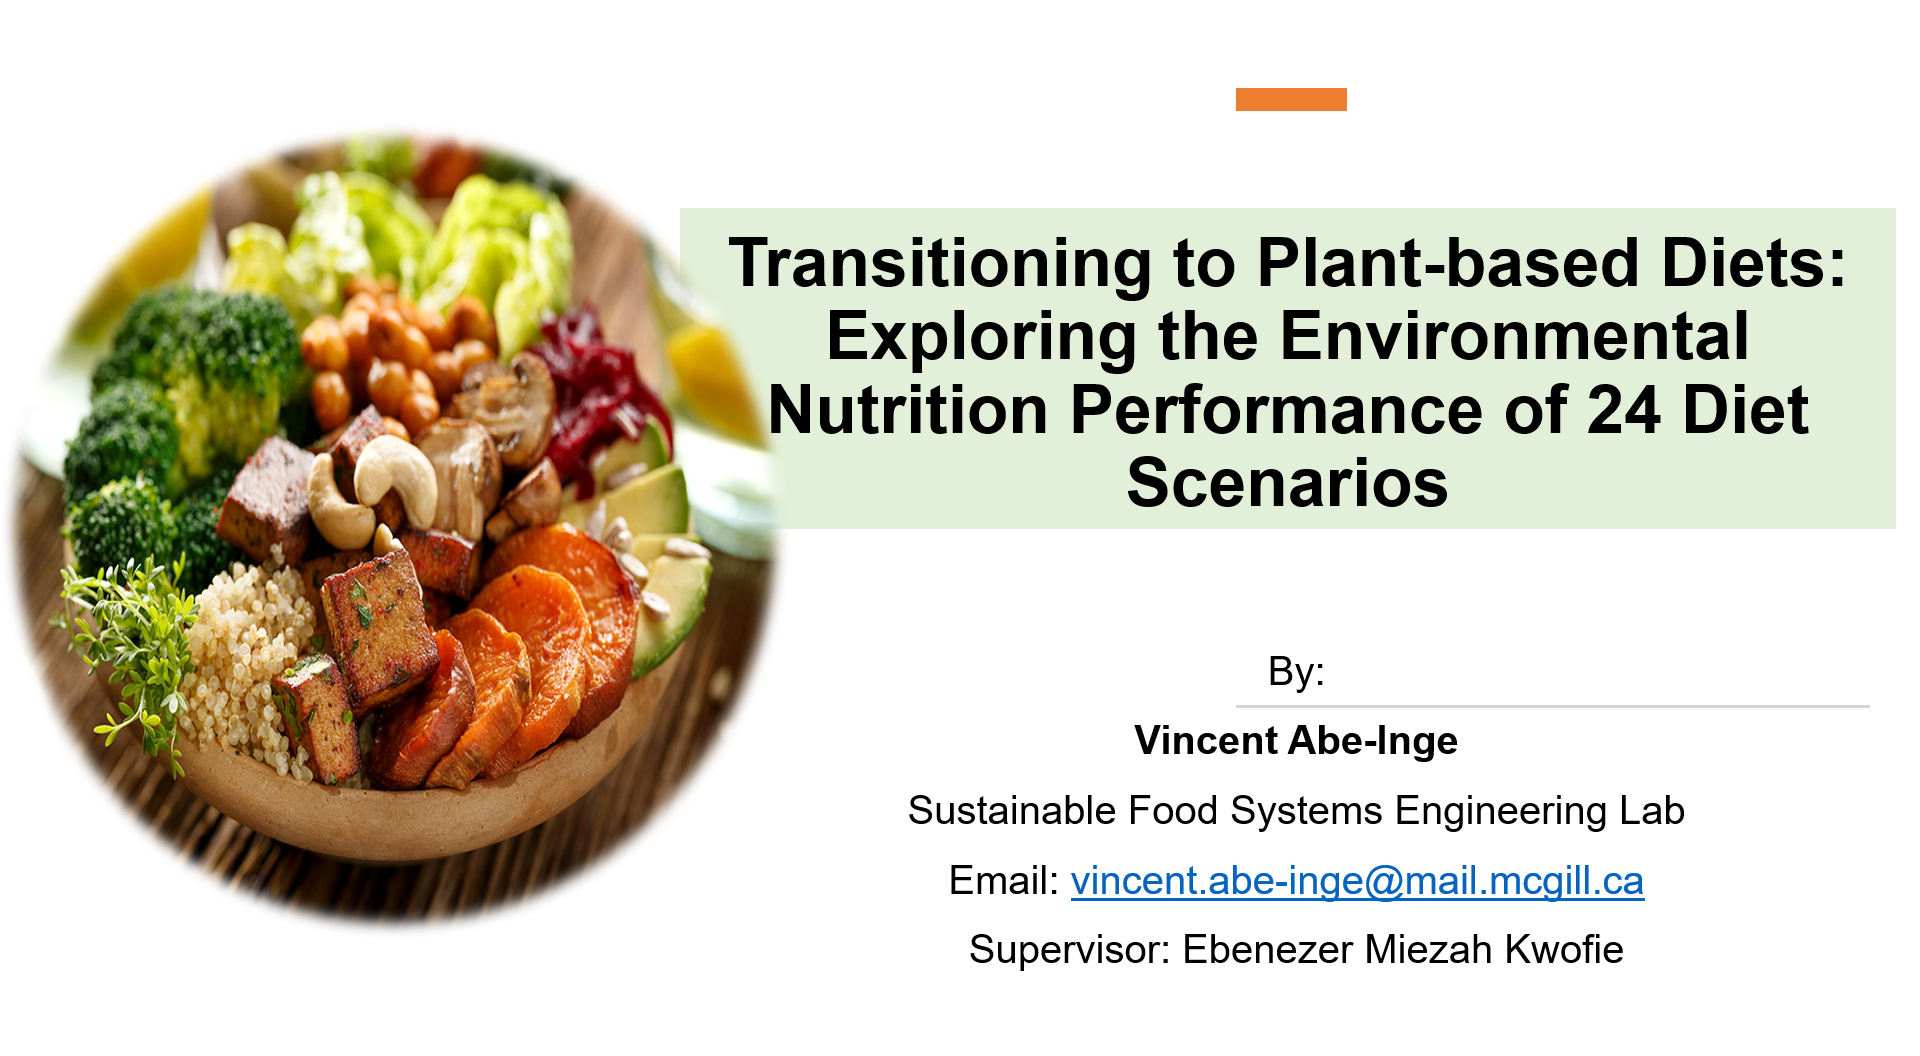 Transitioning to Plant-based Diets:
Exploring the Environmental
Nutrition Performance of 24 Diet
Scenarios
By:
Vincent Abe-Inge
Sustainable Food Systems Engineering Lab
Email: vincent.abe-inge@mail.mcgill.ca
Supervisor: Ebenezer Miezah Kwofie